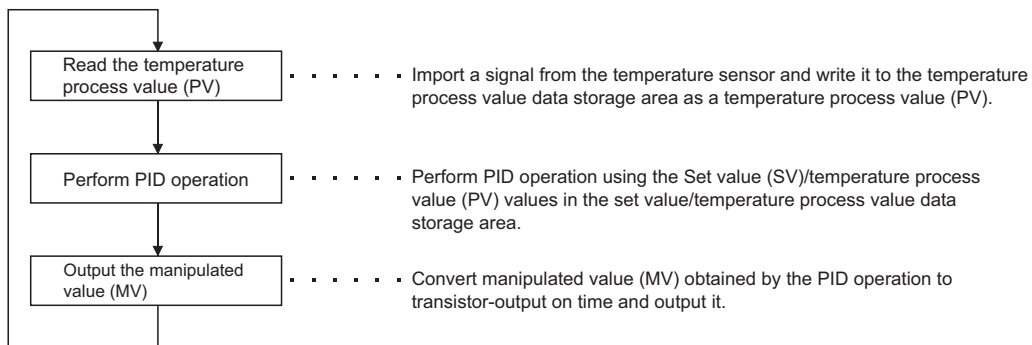 Read the temperature
process value (PV)
Import a signal from the temperature sensor and write it to the temperature
process value data storage area as a temperature process value (PV).
Perform PID operation
Perform PID operation using the Set value (SV)/temperature process
value (PV) values in the set value/temperature process value data
storage area.
Output the manipulated
value (MV)
Convert manipulated value (MV) obtained by the PID operation to
transistor-output on time and output it.